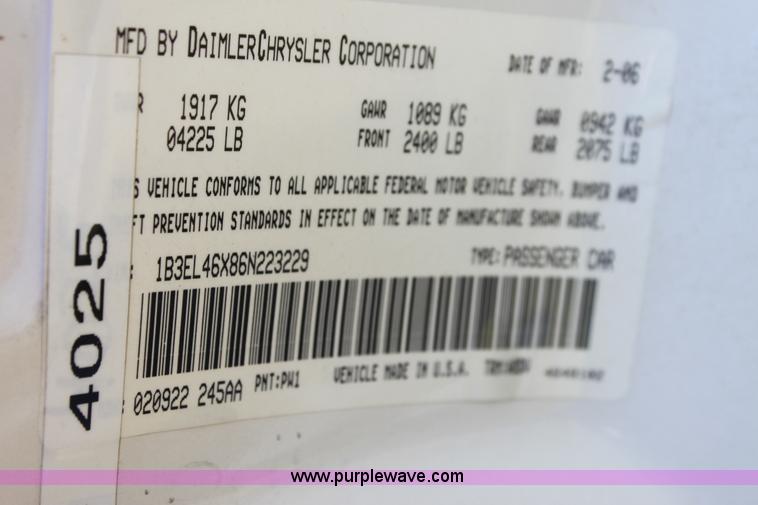 MFD BY DAIMLERCHRYSLER CORPORATION DATE OF MFR: 2-06
R 1917 KG GAWR 1089 KG GAWR 0942 KG
04225 LB FRONT 2400 LB REAR 2075 LB
S VEHICLE CONFORMS TO ALL APPLICABLE FEDERAL MOTOR VEHICLE SAFETY, BUMPER AND
FT PREVENTION STANDARDS IN EFFECT ON THE DATE OF MANUFACTURE SHOWN ABOVE.
: 1B3EL46X86N223229 TYPE: PASSENGER CAR
: 020922 245AA PNT:PW1 VEHICLE MADE IN U.S.A.
4025
www.purplewave.com